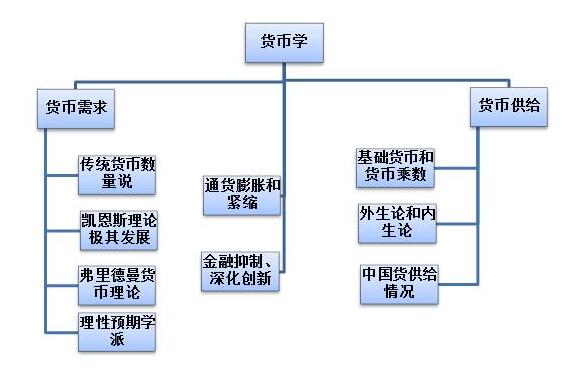 货币学
货币需求
货币供给
传统货币数
量说
凯恩斯理论
极其发展
弗里德曼货
币理论
理性预期学
派
通货膨胀和
紧缩
金融抑制、
深化创新
基础货币和
货币乘数
外生论和内
生论
中国货供给
情况